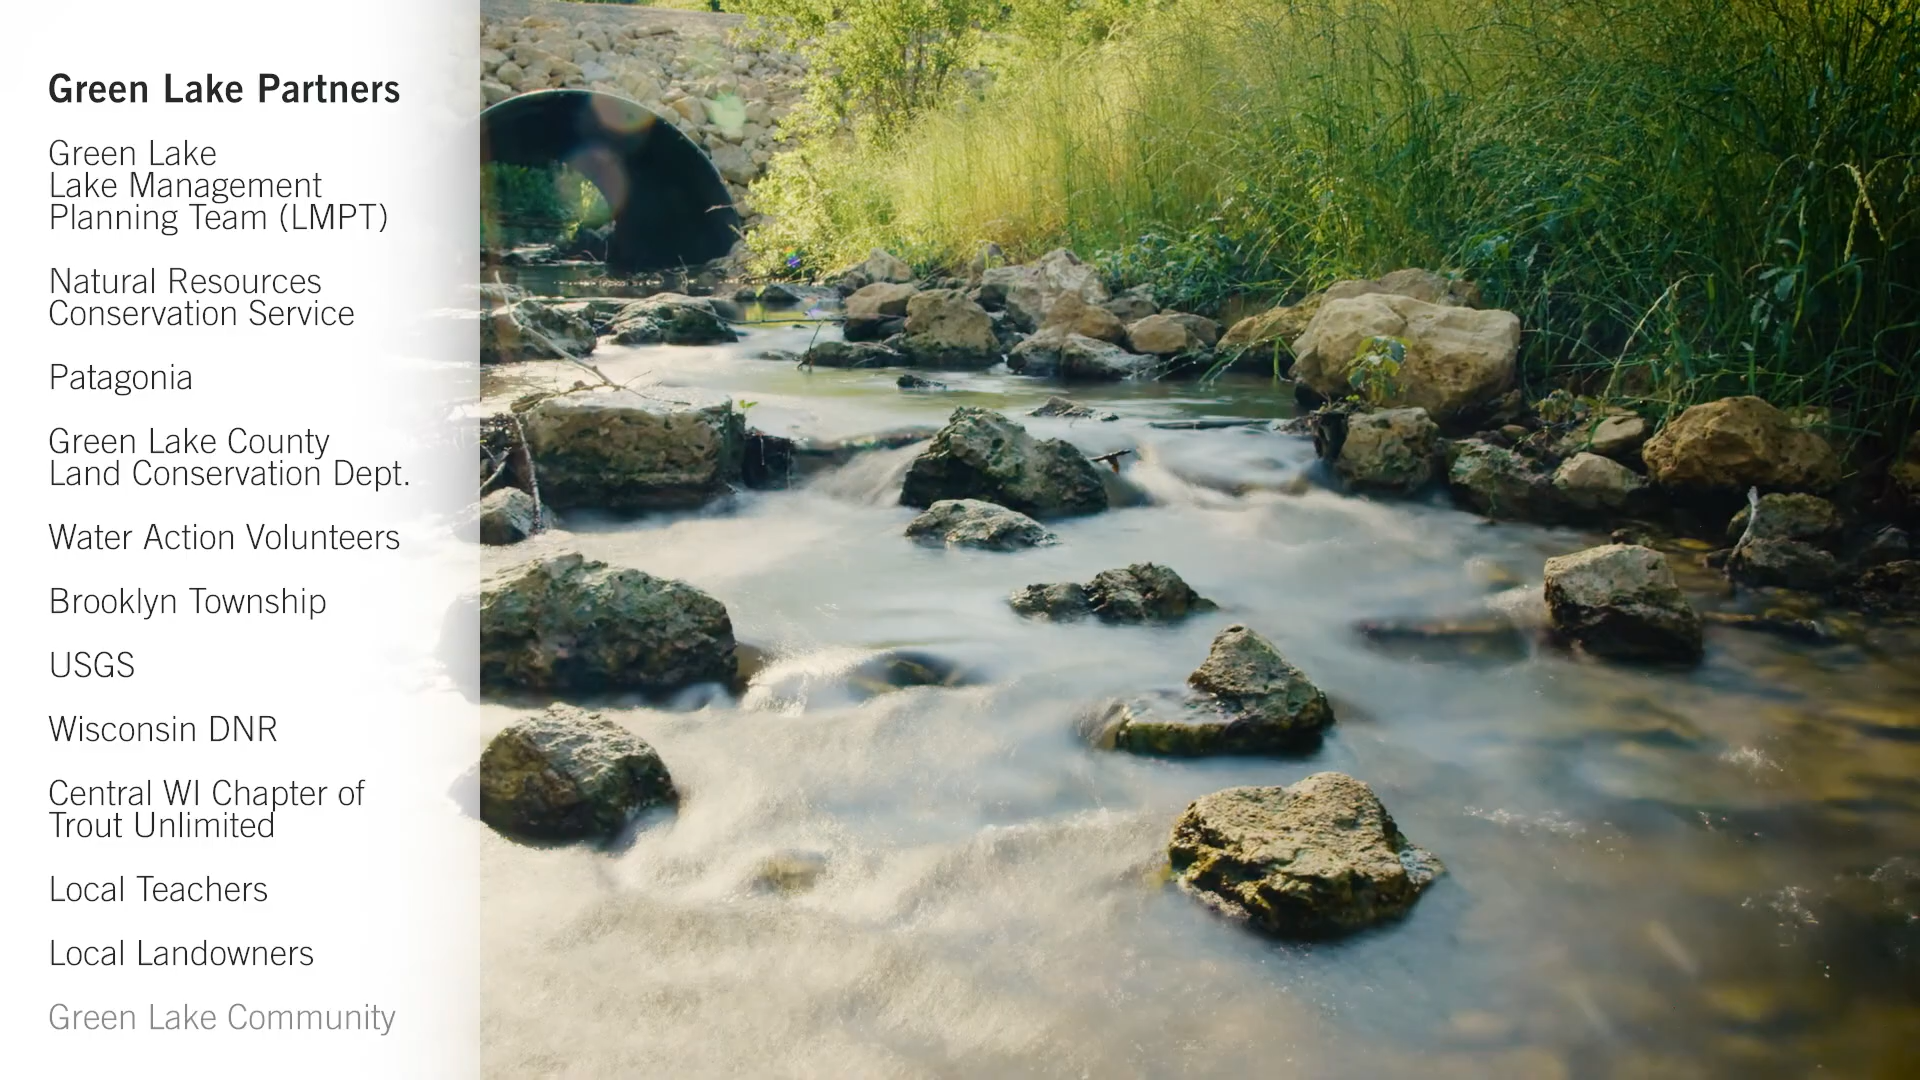 Green Lake Partners
Green Lake
Lake Management
Planning Team (LMPT)
Natural Resources
Conservation Service
Patagonia
Green Lake County
Land Conservation Dept.
Water Action Volunteers
Brooklyn Township
USGS
Wisconsin DNR
Central WI Chapter of
Trout Unlimited
Local Teachers
Local Landowners
Green Lake Community